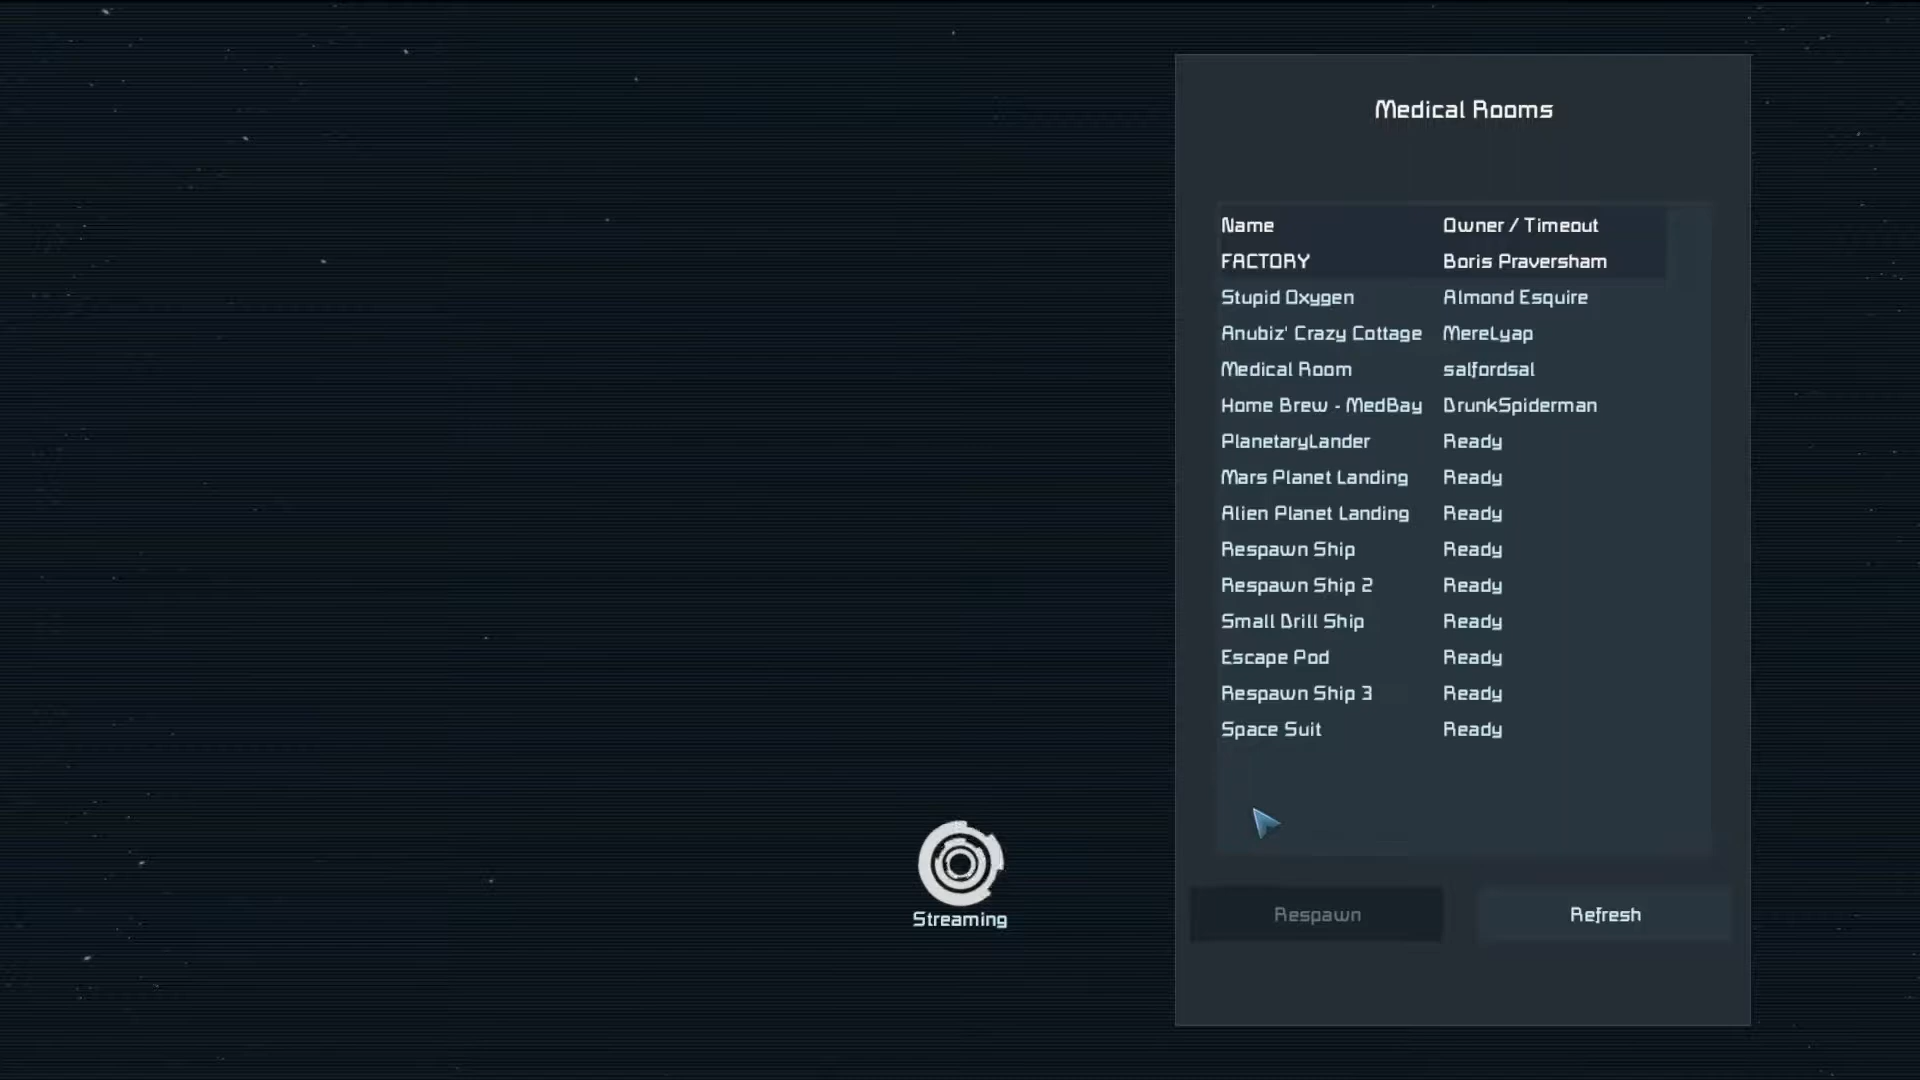 Medical Rooms
Name Owner / Timeout
FACTORY Boris Praversham
Stupid Oxygen Almond Esquire
Anubiz' Crazy Cottage MereLyap
Medical Room salfordsal
Home Brew - MedBay DrunkSpiderman
PlanetaryLander Ready
Mars Planet Landing Ready
Alien Planet Landing Ready
Respawn Ship Ready
Respawn Ship 2 Ready
Small Drill Ship Ready
Escape Pod Ready
Respawn Ship 3 Ready
Space Suit Ready
Respawn Refresh
Streaming